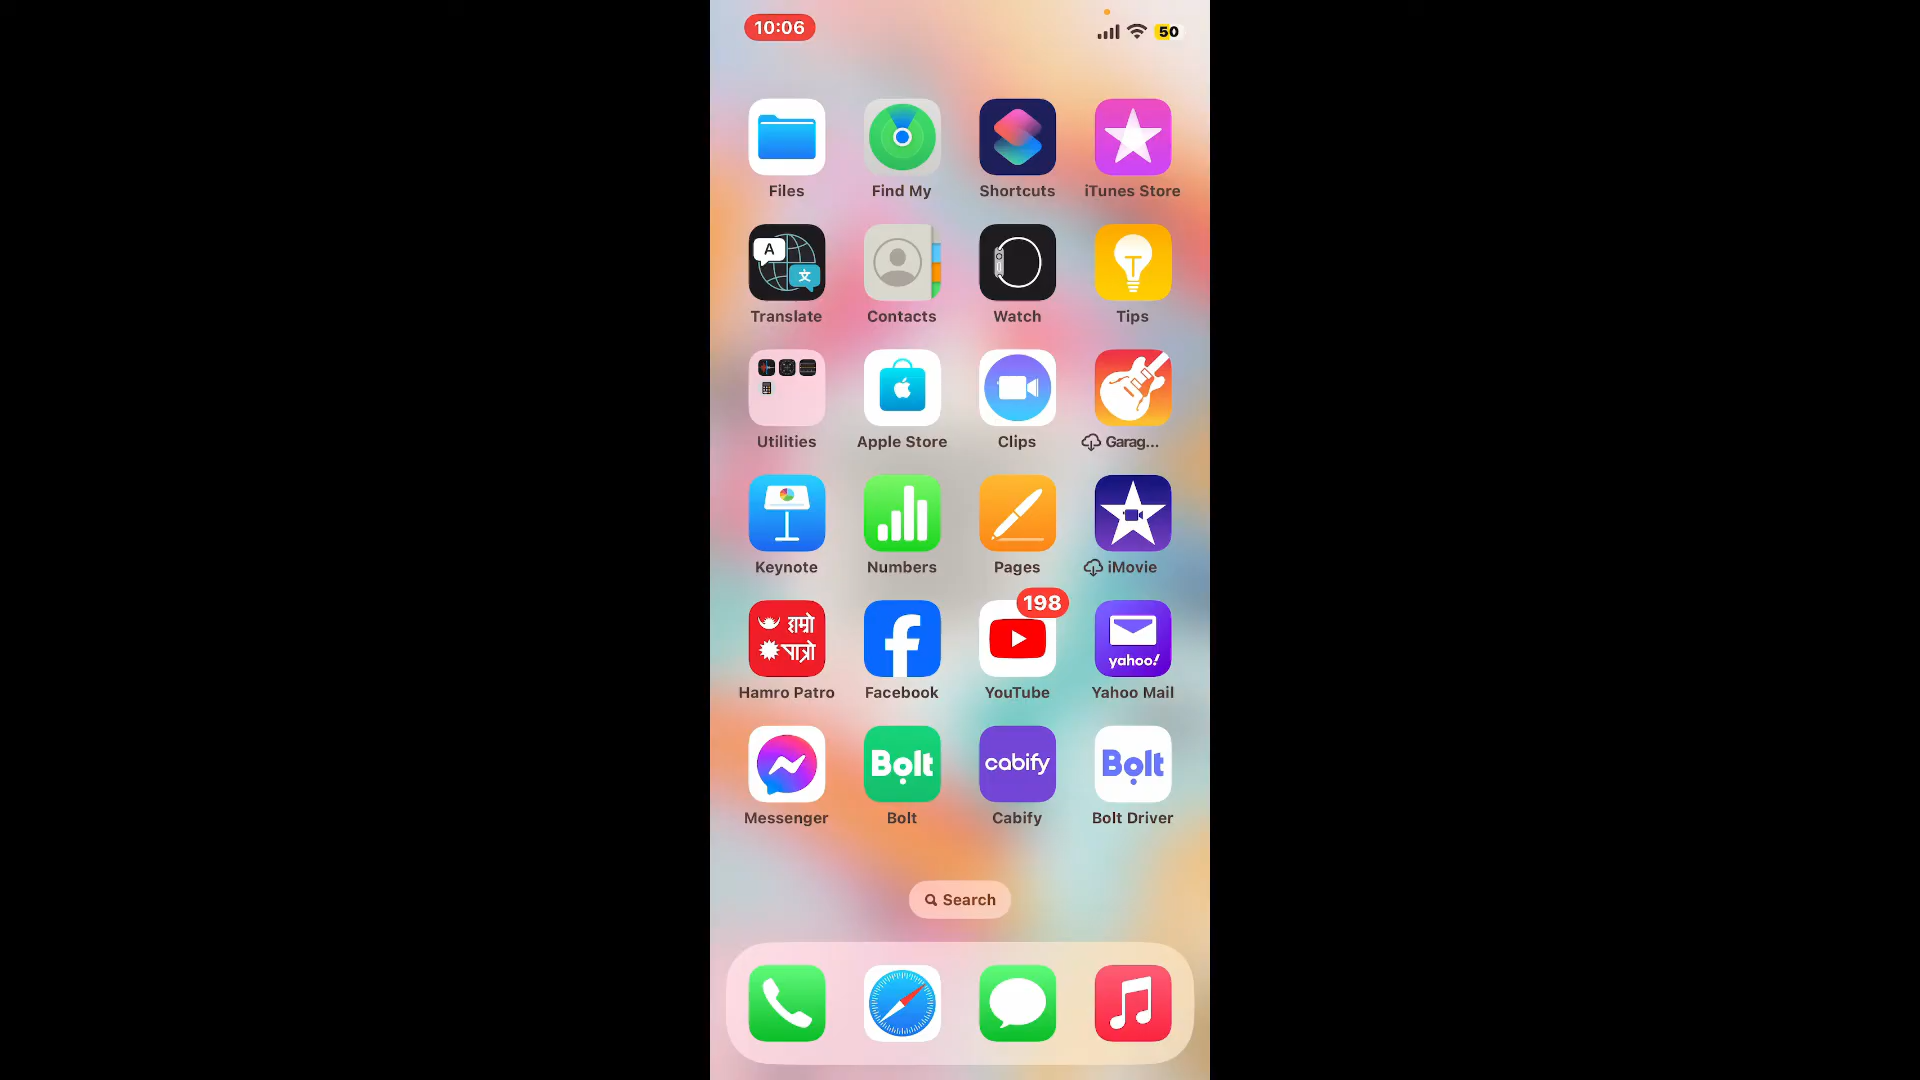 10:06
50
Files Find My Shortcuts iTunes Store
A 文
Translate Contacts Watch Tips
Utilities Apple Store Clips Garag...
Keynote Numbers Pages iMovie
198
हाम्रो
पात्रो
yahoo!
Hamro Patro Facebook YouTube Yahoo Mail
Bolt cabify Bolt
Messenger Bolt Cabify Bolt Driver
Search